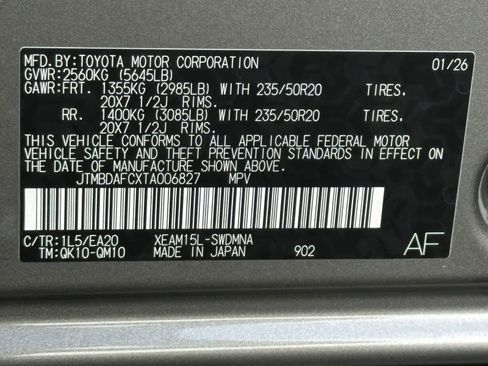 MFD.BY:TOYOTA MOTOR CORPORATION 01/26
GVWR:2560KG (5645LB)
GAWR:FRT. 1355KG (2985LB) WITH 235/50R20 TIRES.
20X7 1/2J RIMS.
RR. 1400KG (3085LB) WITH 235/50R20 TIRES.
20X7 1/2J RIMS.
THIS VEHICLE CONFORMS TO ALL APPLICABLE FEDERAL MOTOR
VEHICLE SAFETY AND THEFT PREVENTION STANDARDS IN EFFECT ON
THE DATE OF MANUFACTURE SHOWN ABOVE.
JTMBDAFCXTA006827 MPV
C/TR:1L5/EA20 XEAM15L-SWDMNA
TM:QK10-QM10 MADE IN JAPAN 902 AF